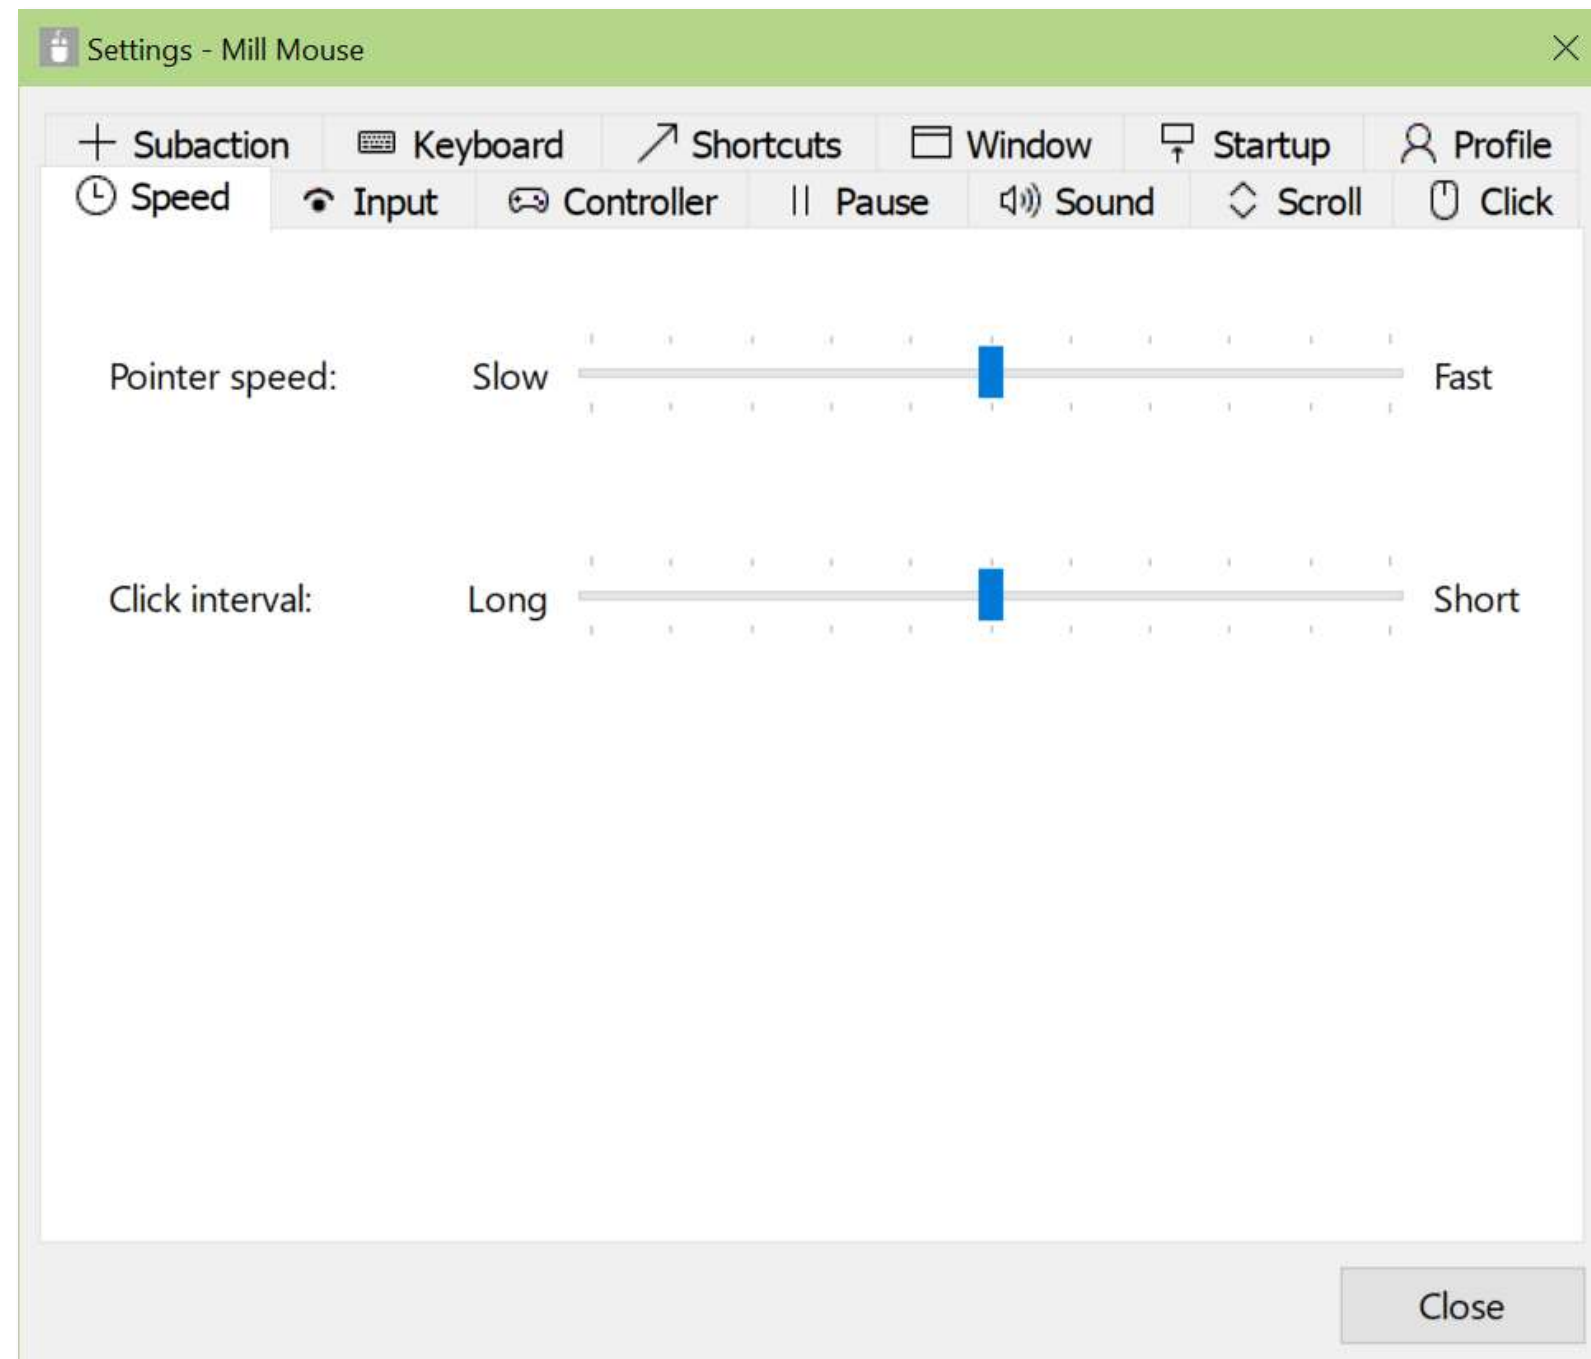 Settings - Mill Mouse
Subaction Keyboard Shortcuts Window Startup Profile
Speed Input Controller Pause Sound Scroll Click
Pointer speed: Slow Fast
Click interval: Long Short
Close